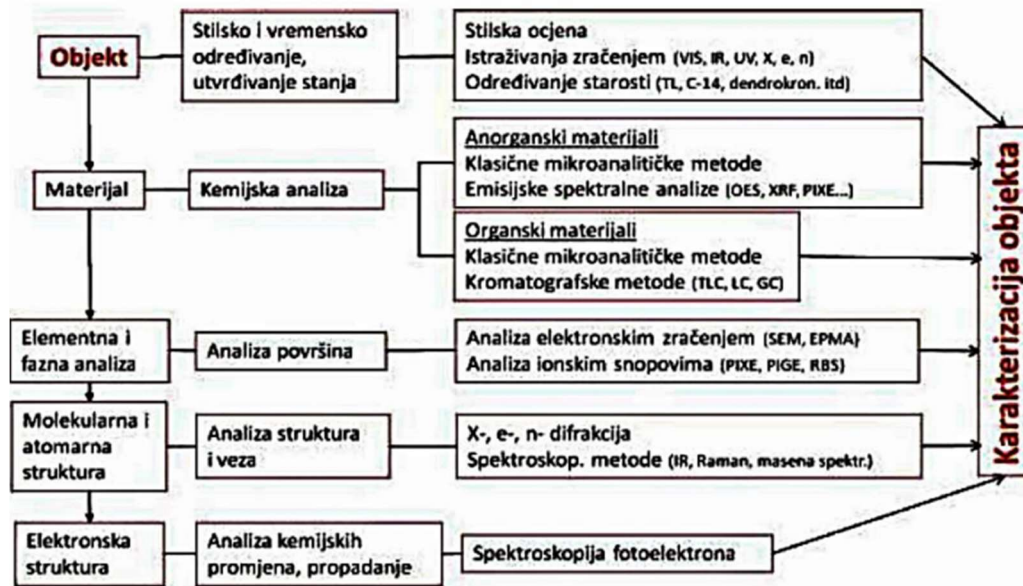 Objekt
Stilsko i vremensko
određivanje,
utvrđivanje stanja
Stilska ocjena
Istraživanja zračenjem (VIS, IR, UV, X, e, n)
Određivanje starosti (TL, C-14, dendrokron. itd)
Materijal
Kemijska analiza
Anorganski materijali
Klasične mikroanalitičke metode
Emisijske spektralne analize (OES, XRF, PIXE...)
Organski materijali
Klasične mikroanalitičke metode
Kromatografske metode (TLC, LC, GC)
Elementna i
fazna analiza
Analiza površina
Analiza elektronskim zračenjem (SEM, EPMA)
Analiza ionskim snopovima (PIXE, PIGE, RBS)
Molekularna i
atomarna
struktura
Analiza struktura
i veza
X-, e-, n- difrakcija
Spektroskop. metode (IR, Raman, masena spektr.)
Elektronska
struktura
Analiza kemijskih
promjena, propadanje
Spektroskopija fotoelektrona
Karakterizacija objekta